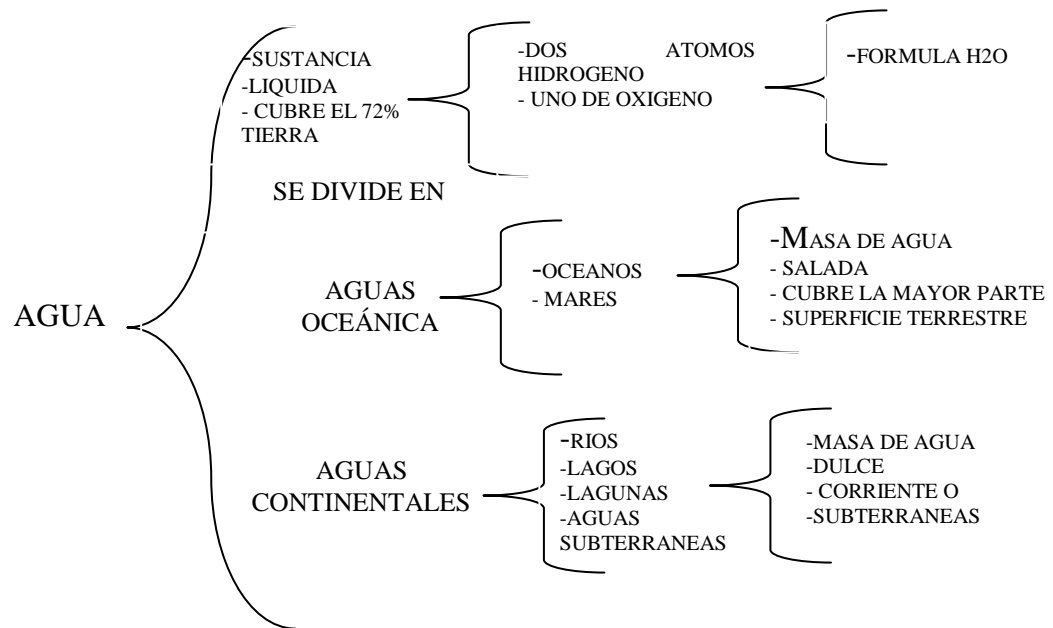 -SUSTANCIA
-LIQUIDA
- CUBRE EL 72%
TIERRA
-DOS ATOMOS
HIDROGENO
- UNO DE OXIGENO
-FORMULA H2O
SE DIVIDE EN
AGUA
AGUAS
OCEÁNICA
-OCEANOS
- MARES
-MASA DE AGUA
- SALADA
- CUBRE LA MAYOR PARTE
- SUPERFICIE TERRESTRE
AGUAS
CONTINENTALES
-RIOS
-LAGOS
-LAGUNAS
-AGUAS
SUBTERRANEAS
-MASA DE AGUA
-DULCE
- CORRIENTE O
-SUBTERRANEAS